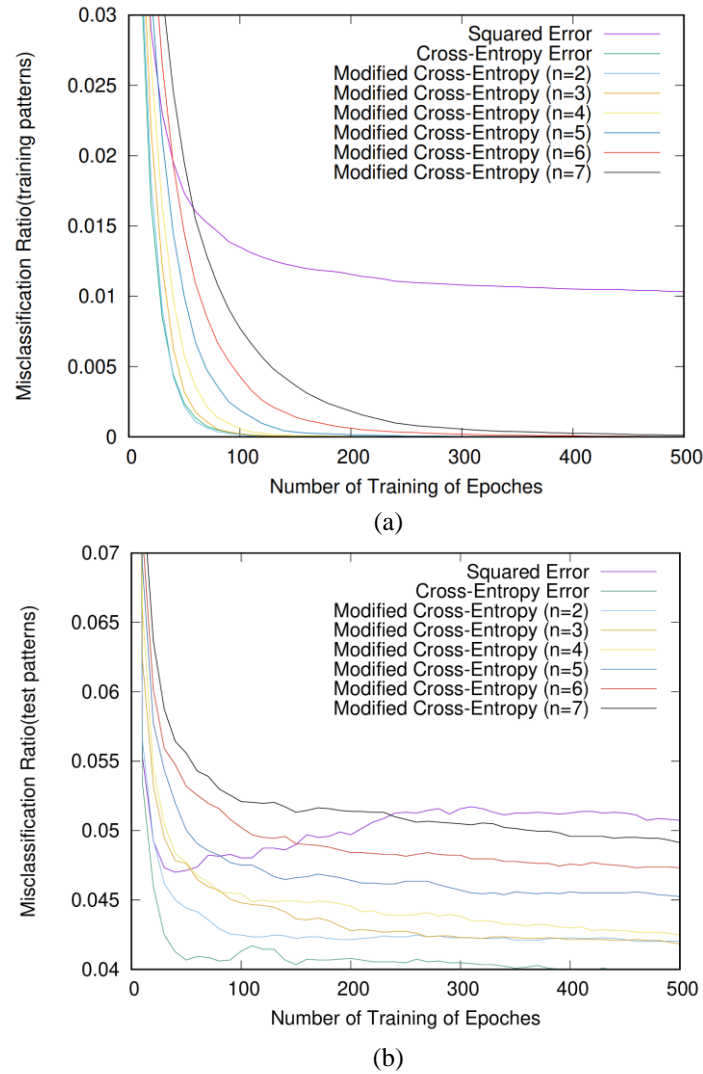 0.03
0.025
0.02
0.015
0.01
0.005
0
Misclassification Ratio(training patterns)
Squared Error
Cross-Entropy Error
Modified Cross-Entropy (n=2)
Modified Cross-Entropy (n=3)
Modified Cross-Entropy (n=4)
Modified Cross-Entropy (n=5)
Modified Cross-Entropy (n=6)
Modified Cross-Entropy (n=7)
0 100 200 300 400 500
Number of Training of Epoches
(a)
0.07
0.065
0.06
0.055
0.05
0.045
0.04
Misclassification Ratio(test patterns)
Squared Error
Cross-Entropy Error
Modified Cross-Entropy (n=2)
Modified Cross-Entropy (n=3)
Modified Cross-Entropy (n=4)
Modified Cross-Entropy (n=5)
Modified Cross-Entropy (n=6)
Modified Cross-Entropy (n=7)
0 100 200 300 400 500
Number of Training of Epoches
(b)